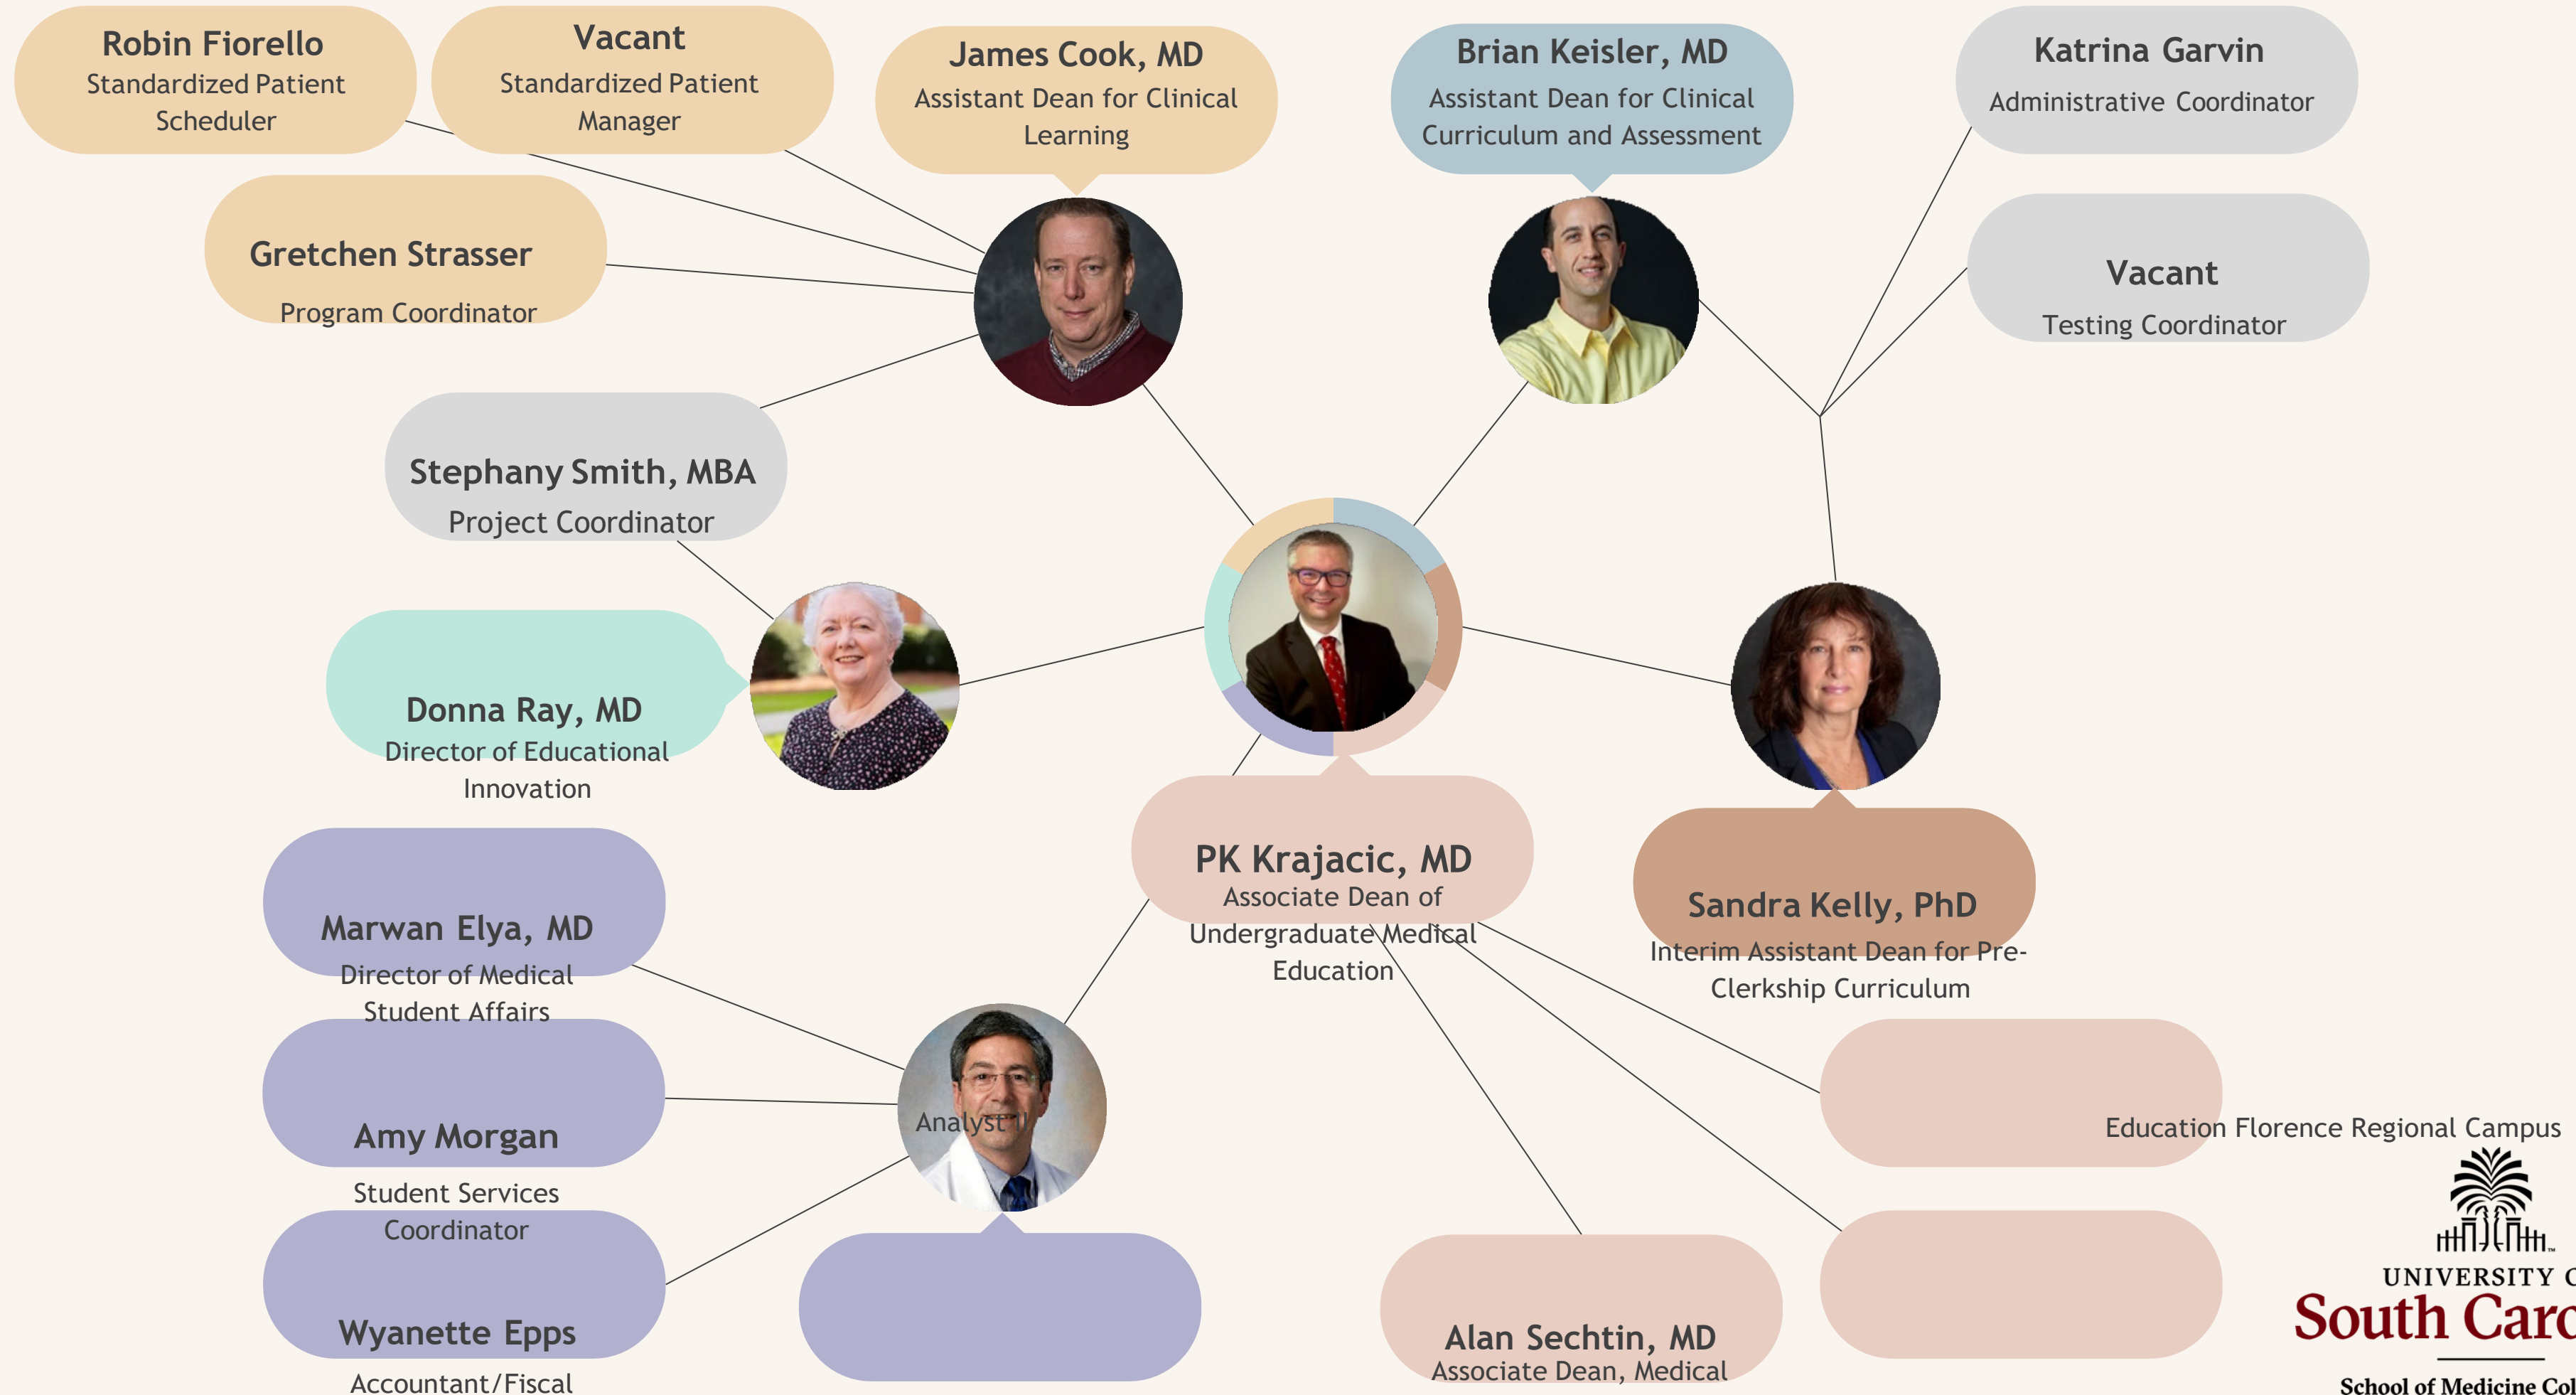 Robin Fiorello
Standardized Patient
Scheduler
Vacant
Standardized Patient
Manager
James Cook, MD
Assistant Dean for Clinical
Learning
Brian Keisler, MD
Assistant Dean for Clinical
Curriculum and Assessment
Katrina Garvin
Administrative Coordinator
Gretchen Strasser
Program Coordinator
Vacant
Testing Coordinator
Stephany Smith, MBA
Project Coordinator
Donna Ray, MD
Director of Educational
Innovation
PK Krajacic, MD
Associate Dean of
Undergraduate Medical
Education
Sandra Kelly, PhD
Interim Assistant Dean for Pre-
Clerkship Curriculum
Marwan Elya, MD
Director of Medical
Student Affairs
Amy Morgan
Student Services
Coordinator
Analyst II
Education Florence Regional Campus
Wyanette Epps
Accountant/Fiscal
Alan Sechtin, MD
Associate Dean, Medical
UNIVERSITY
South Caro
School of Medicine Col